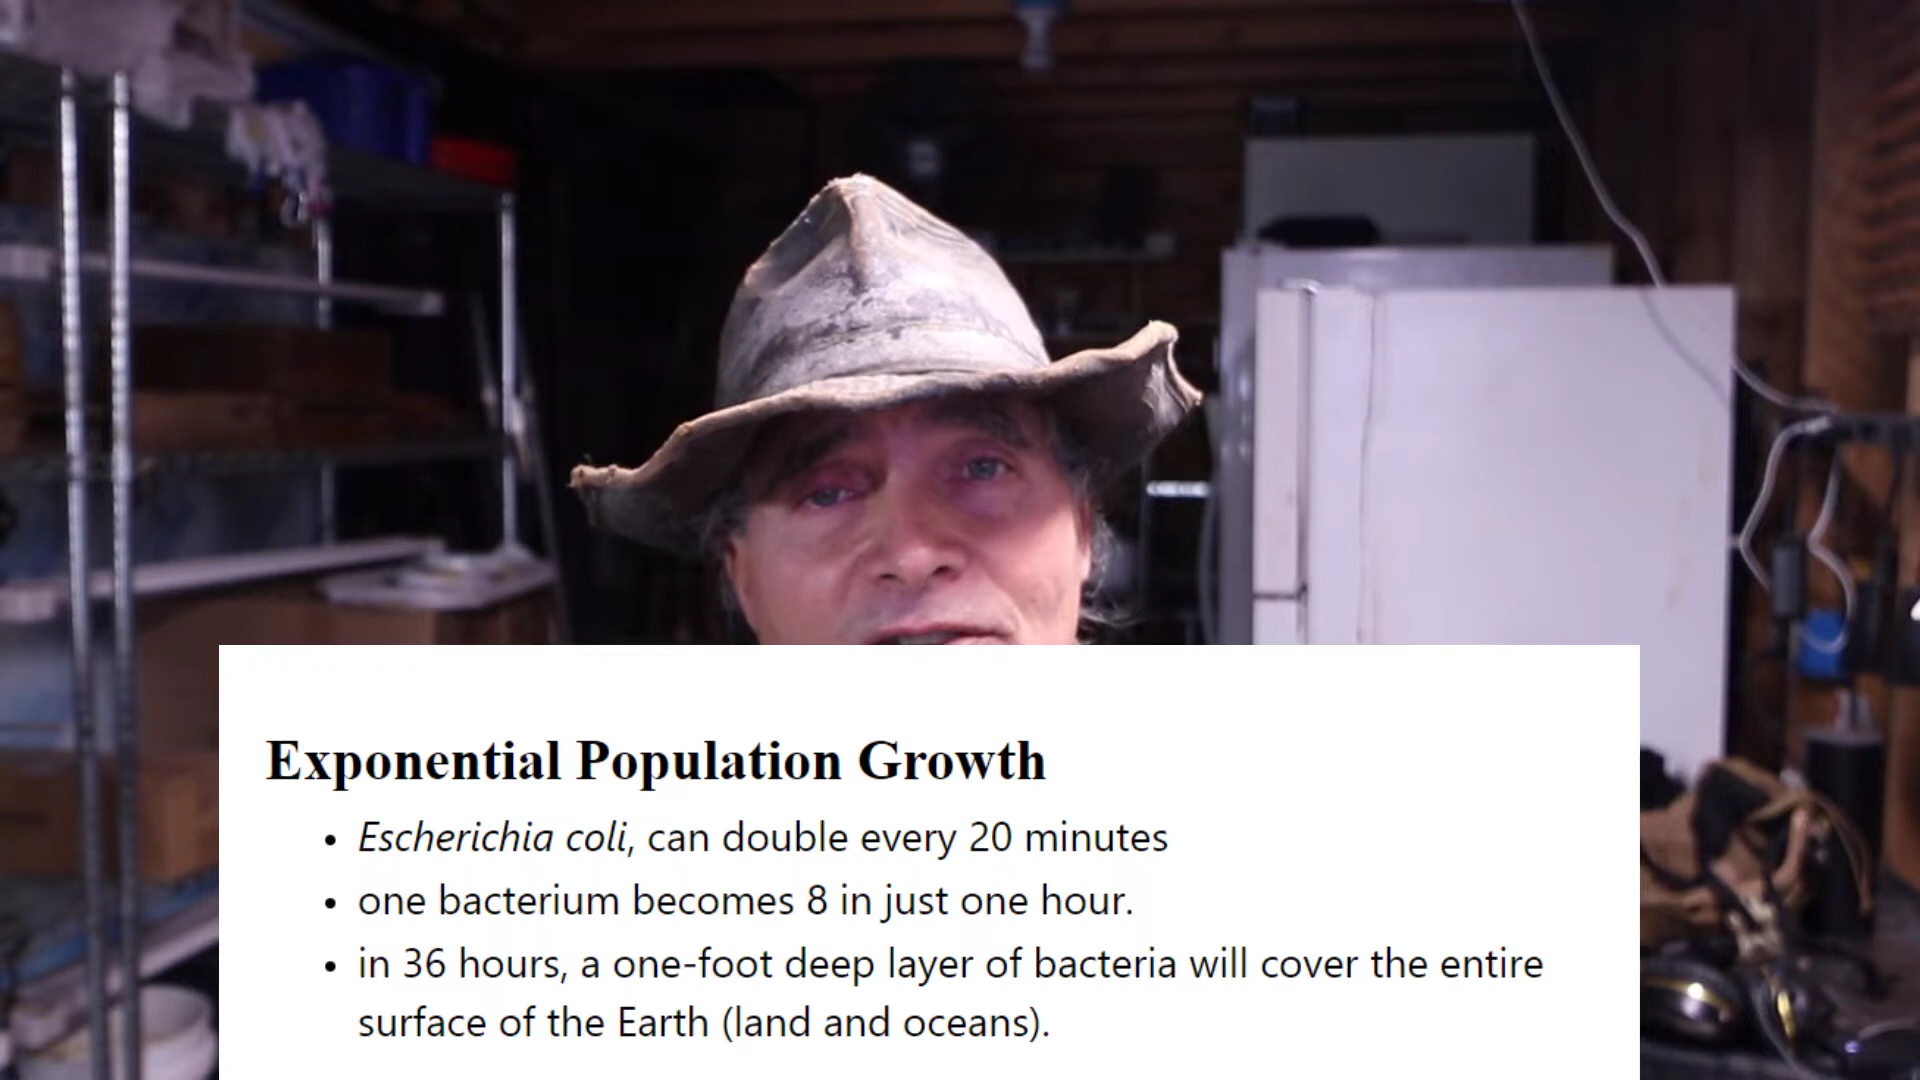 Exponential Population Growth
• Escherichia coli, can double every 20 minutes
• one bacterium becomes 8 in just one hour.
• in 36 hours, a one-foot deep layer of bacteria will cover the entire
surface of the Earth (land and oceans).